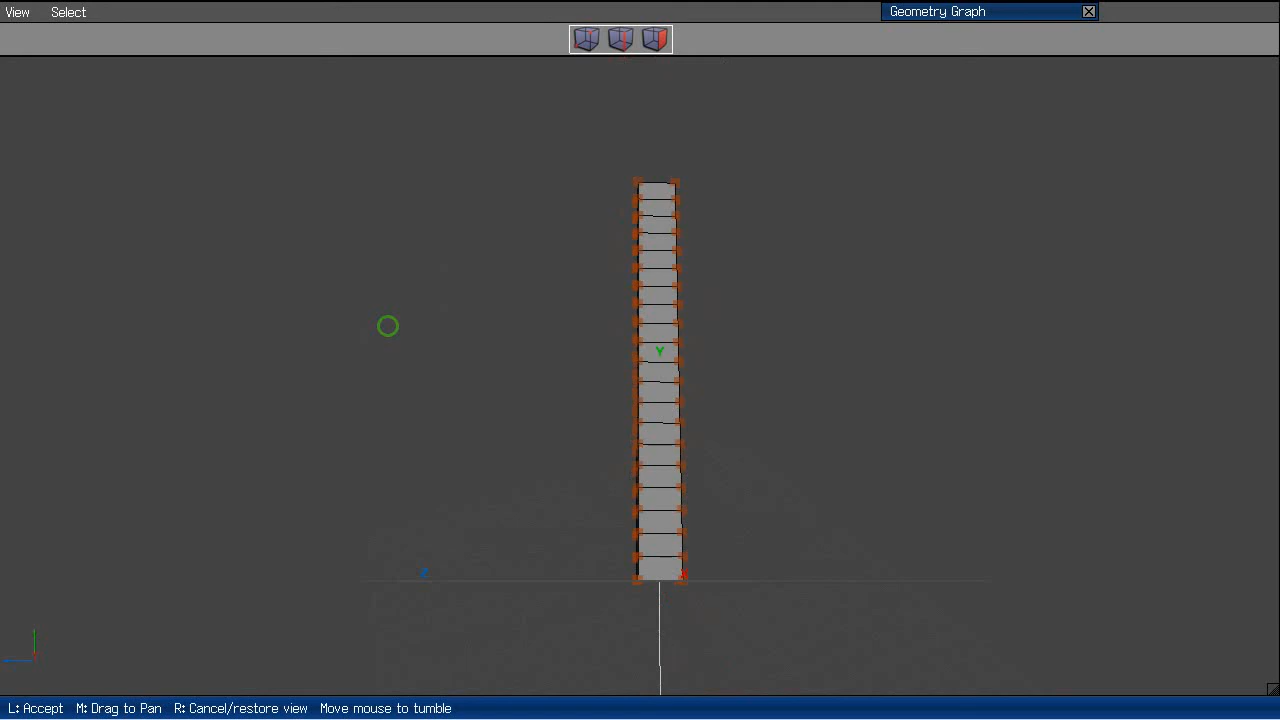 View Select
Geometry Graph
Y
Z
X
L:Accept M:Drag to Pan R:Cancel/restore view Move mouse to tumble